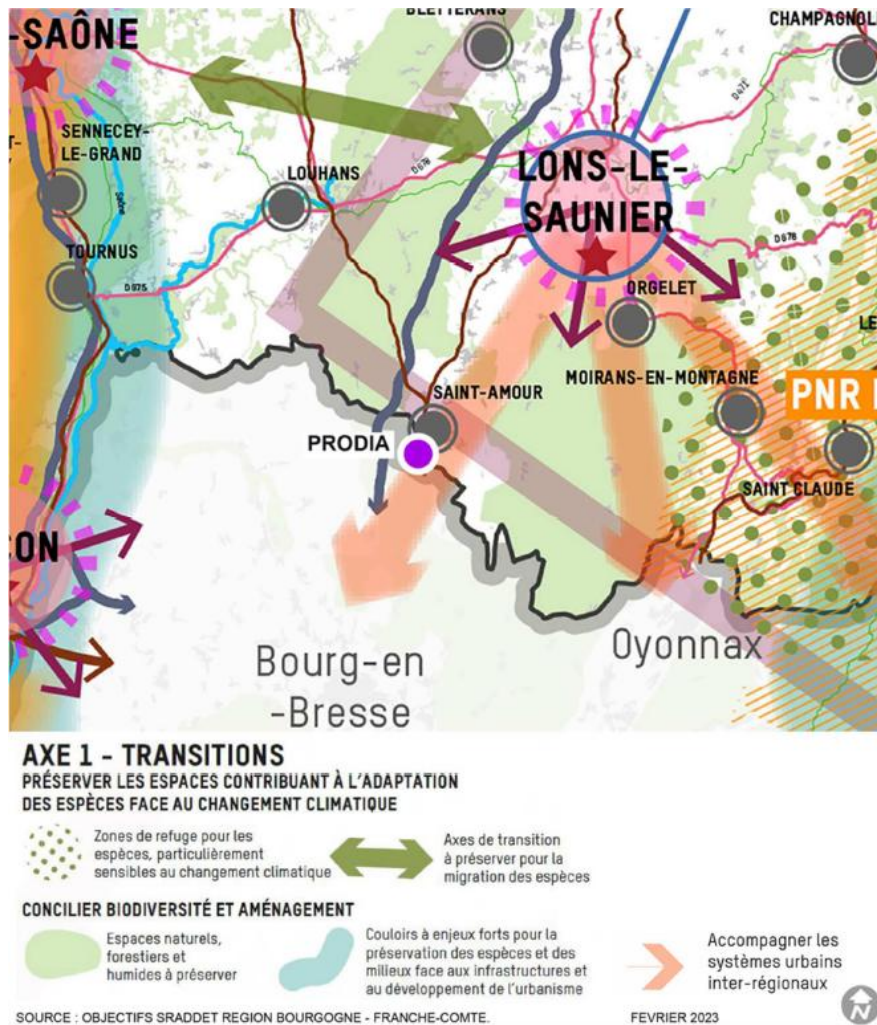 BLETTERANS
CHAMPAGNOL
-SAÔNE
D471
SENNECEY-
LE-GRAND
Saône
LOUHANS
D678
LONS-LE-
SAUNIER
D678
TOURNUS
D975
ORGELET
LE
MOIRANS-EN-MONTAGNE
SAINT-AMOUR
PNR
PRODIA
SAINT CLAUDE
CON
Bourg-en
-Bresse
Oyonnax
AXE 1 - TRANSITIONS
PRÉSERVER LES ESPACES CONTRIBUANT À L'ADAPTATION
DES ESPÈCES FACE AU CHANGEMENT CLIMATIQUE
Zones de refuge pour les
espèces, particulièrement
sensibles au changement climatique
Axes de transition
à préserver pour la
migration des espèces
CONCILIER BIODIVERSITÉ ET AMÉNAGEMENT
Espaces naturels,
forestiers et
humides à préserver
Couloirs à enjeux forts pour la
préservation des espèces et des
milieux face aux infrastructures et
au développement de l'urbanisme
Accompagner les
systèmes urbains
inter-régionaux
SOURCE : OBJECTIFS SRADDET REGION BOURGOGNE - FRANCHE-COMTE.
FEVRIER 2023
N